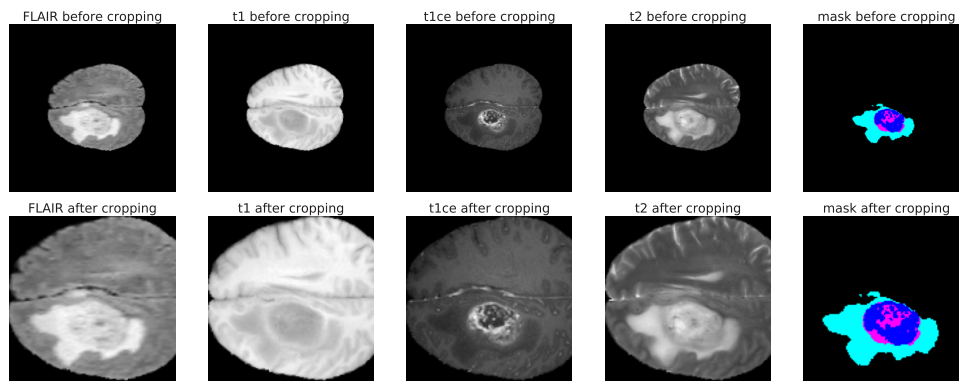 FLAIR before cropping
t1 before cropping
t1ce before cropping
t2 before cropping
mask before cropping
FLAIR after cropping
t1 after cropping
t1ce after cropping
t2 after cropping
mask after cropping